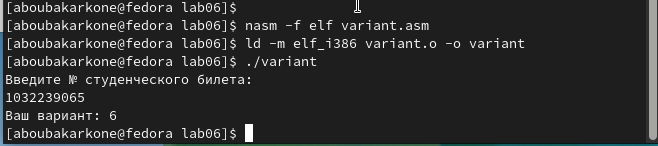 [aboubakarkone@fedora lab06]$
[aboubakarkone@fedora lab06]$ nasm -f elf variant.asm
[aboubakarkone@fedora lab06]$ ld -m elf_i386 variant.o -o variant
[aboubakarkone@fedora lab06]$ ./variant
Введите № студенческого билета:
1032239065
Ваш вариант: 6
[aboubakarkone@fedora lab06]$